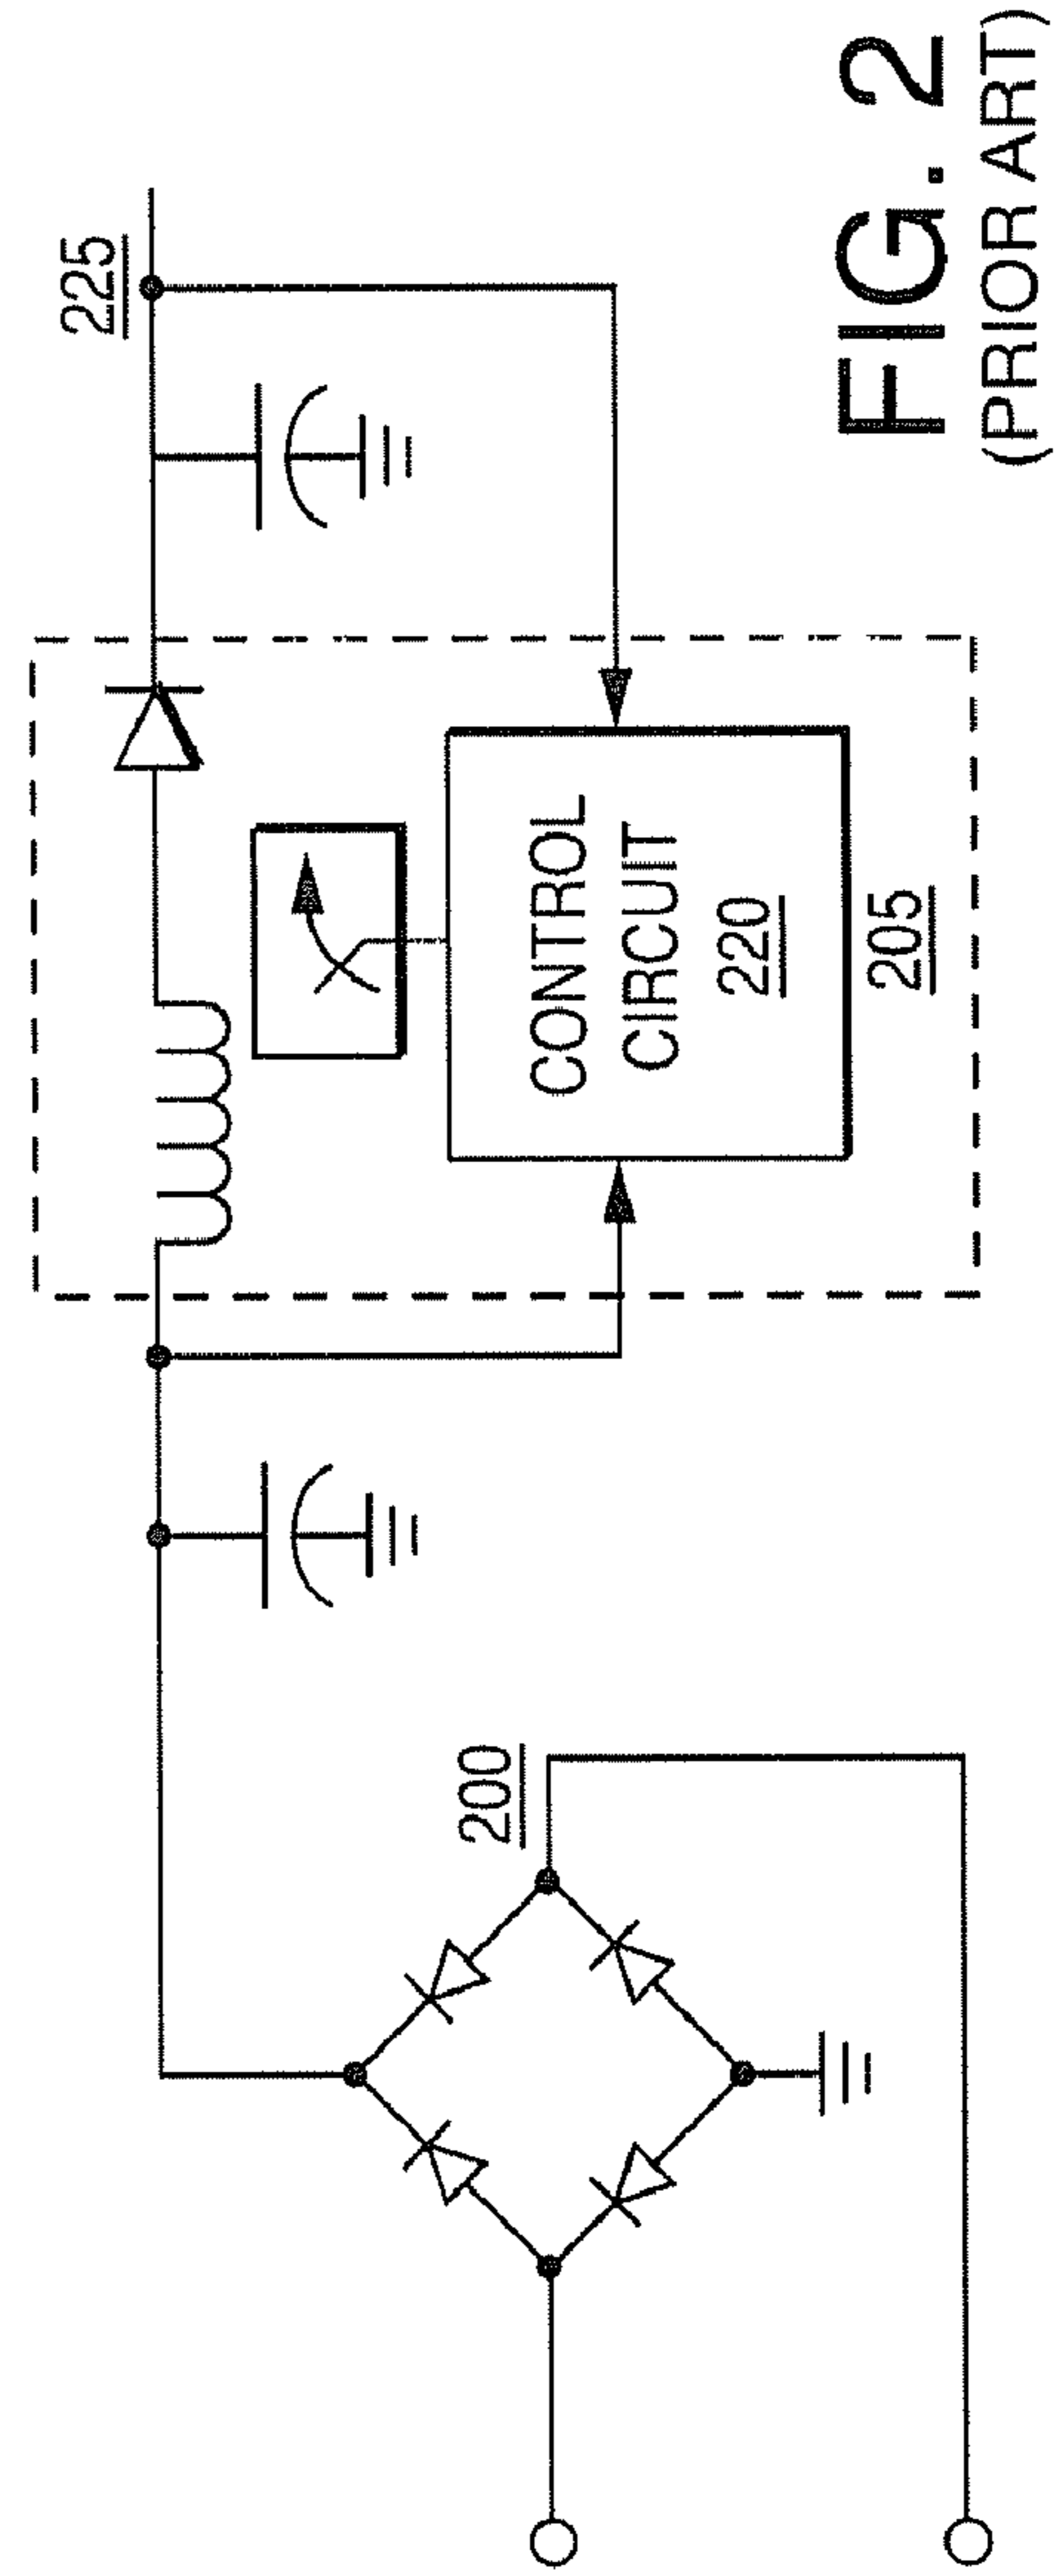 200
225
CONTROL
CIRCUIT
220
205
FIG. 2
(PRIOR ART)